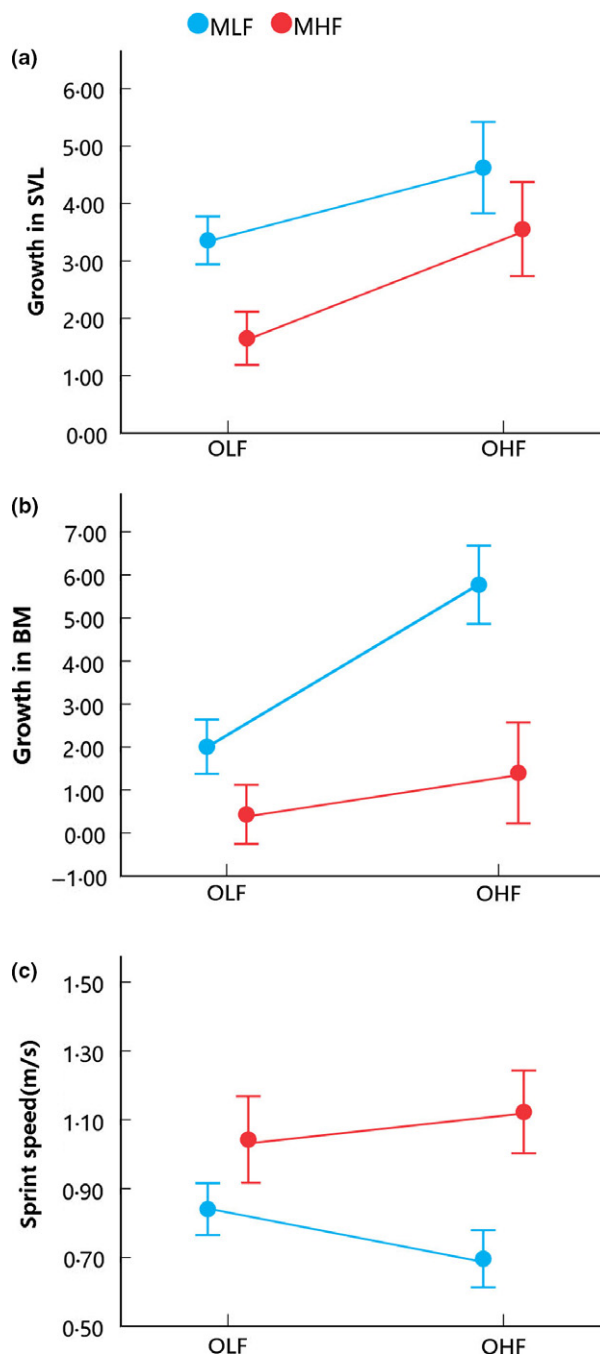 MLF MHF
(a)
6·00
5·00
4·00
3·00
2·00
1·00
0·00
Growth in SVL
OLF OHF
(b)
7·00
6·00
5·00
4·00
3·00
2·00
1·00
0·00
–1·00
Growth in BM
OLF OHF
(c)
1·50
1·30
1·10
0·90
0·70
0·50
Sprint speed(m/s)
OLF OHF